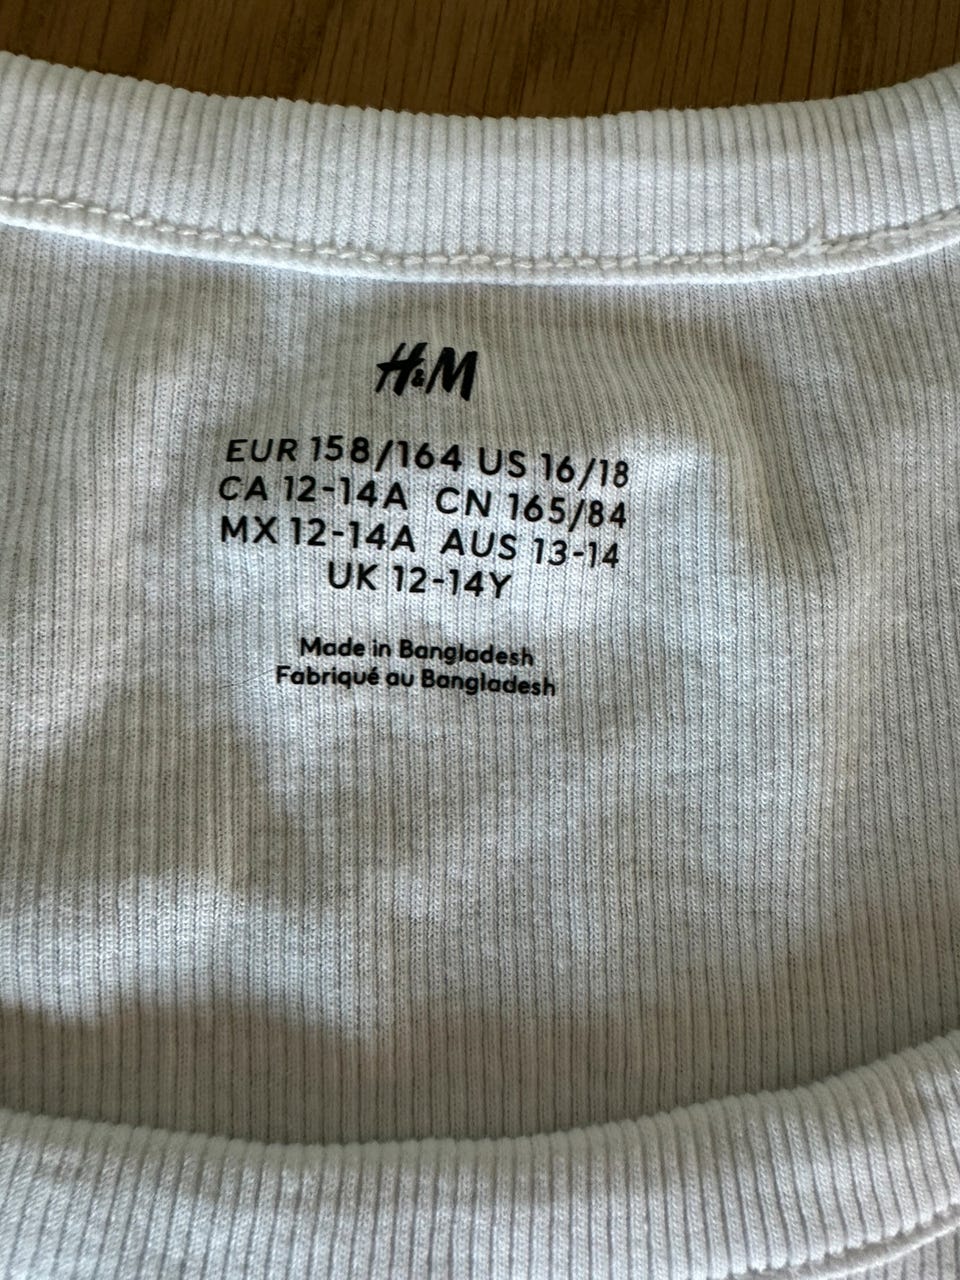 H&M
EUR 158/164 US 16/18
CA 12-14A CN 165/84
MX 12-14A AUS 13-14
UK 12-14Y
Made in Bangladesh
Fabriqué au Bangladesh